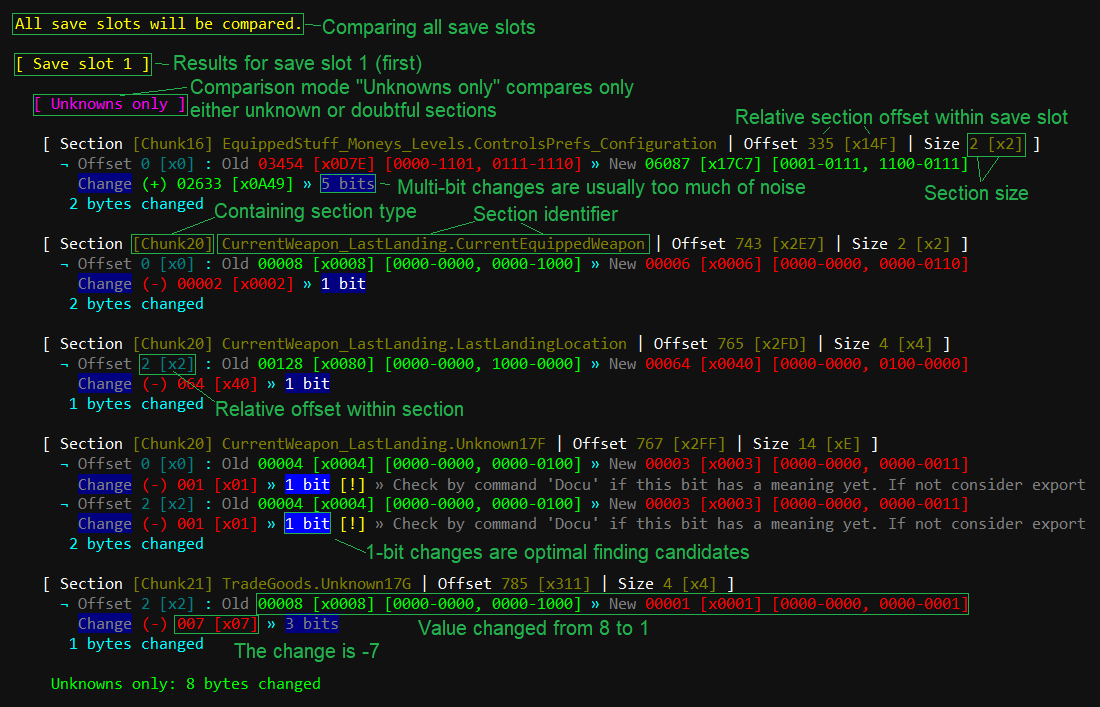 All save slots will be compared.
Comparing all save slots
[ Save slot 1 ]
Results for save slot 1 (first)
[ Unknowns only ]
Comparison mode "Unknowns only" compares only
either unknown or doubtful sections
Relative section offset within save slot
[ Section [Chunk16] EquippedStuff_Moneys_Levels.ControlsPrefs_Configuration | Offset 335 [x14F] | Size 2 [x2] ]
¬ Offset 0 [x0] : Old 03454 [x0D7E] [0000-1101, 0111-1110] » New 06087 [x17C7] [0001-0111, 1100-0111]
Change (+) 02633 [x0A49] » 5 bits
Multi-bit changes are usually too much of noise
Section size
2 bytes changed
Containing section type
Section identifier
[ Section [Chunk20] CurrentWeapon_LastLanding.CurrentEquippedWeapon | Offset 743 [x2E7] | Size 2 [x2] ]
¬ Offset 0 [x0] : Old 00008 [x0008] [0000-0000, 0000-1000] » New 00006 [x0006] [0000-0000, 0000-0110]
Change (-) 00002 [x0002] » 1 bit
2 bytes changed
[ Section [Chunk20] CurrentWeapon_LastLanding.LastLandingLocation | Offset 765 [x2FD] | Size 4 [x4] ]
¬ Offset 2 [x2] : Old 00128 [x0080] [0000-0000, 1000-0000] » New 00064 [x0040] [0000-0000, 0100-0000]
Change (-) 064 [x40] » 1 bit
1 bytes changed
Relative offset within section
[ Section [Chunk20] CurrentWeapon_LastLanding.Unknown17F | Offset 767 [x2FF] | Size 14 [xE] ]
¬ Offset 0 [x0] : Old 00004 [x0004] [0000-0000, 0000-0100] » New 00003 [x0003] [0000-0000, 0000-0011]
Change (-) 001 [x01] » 1 bit [!] » Check by command 'Docu' if this bit has a meaning yet. If not consider export
¬ Offset 2 [x2] : Old 00004 [x0004] [0000-0000, 0000-0100] » New 00003 [x0003] [0000-0000, 0000-0011]
Change (-) 001 [x01] » 1 bit [!] » Check by command 'Docu' if this bit has a meaning yet. If not consider export
2 bytes changed
1-bit changes are optimal finding candidates
[ Section [Chunk21] TradeGoods.Unknown17G | Offset 785 [x311] | Size 4 [x4] ]
¬ Offset 2 [x2] : Old 00008 [x0008] [0000-0000, 0000-1000] » New 00001 [x0001] [0000-0000, 0000-0001]
Change (-) 007 [x07] » 3 bits
Value changed from 8 to 1
1 bytes changed
The change is -7
Unknowns only: 8 bytes changed